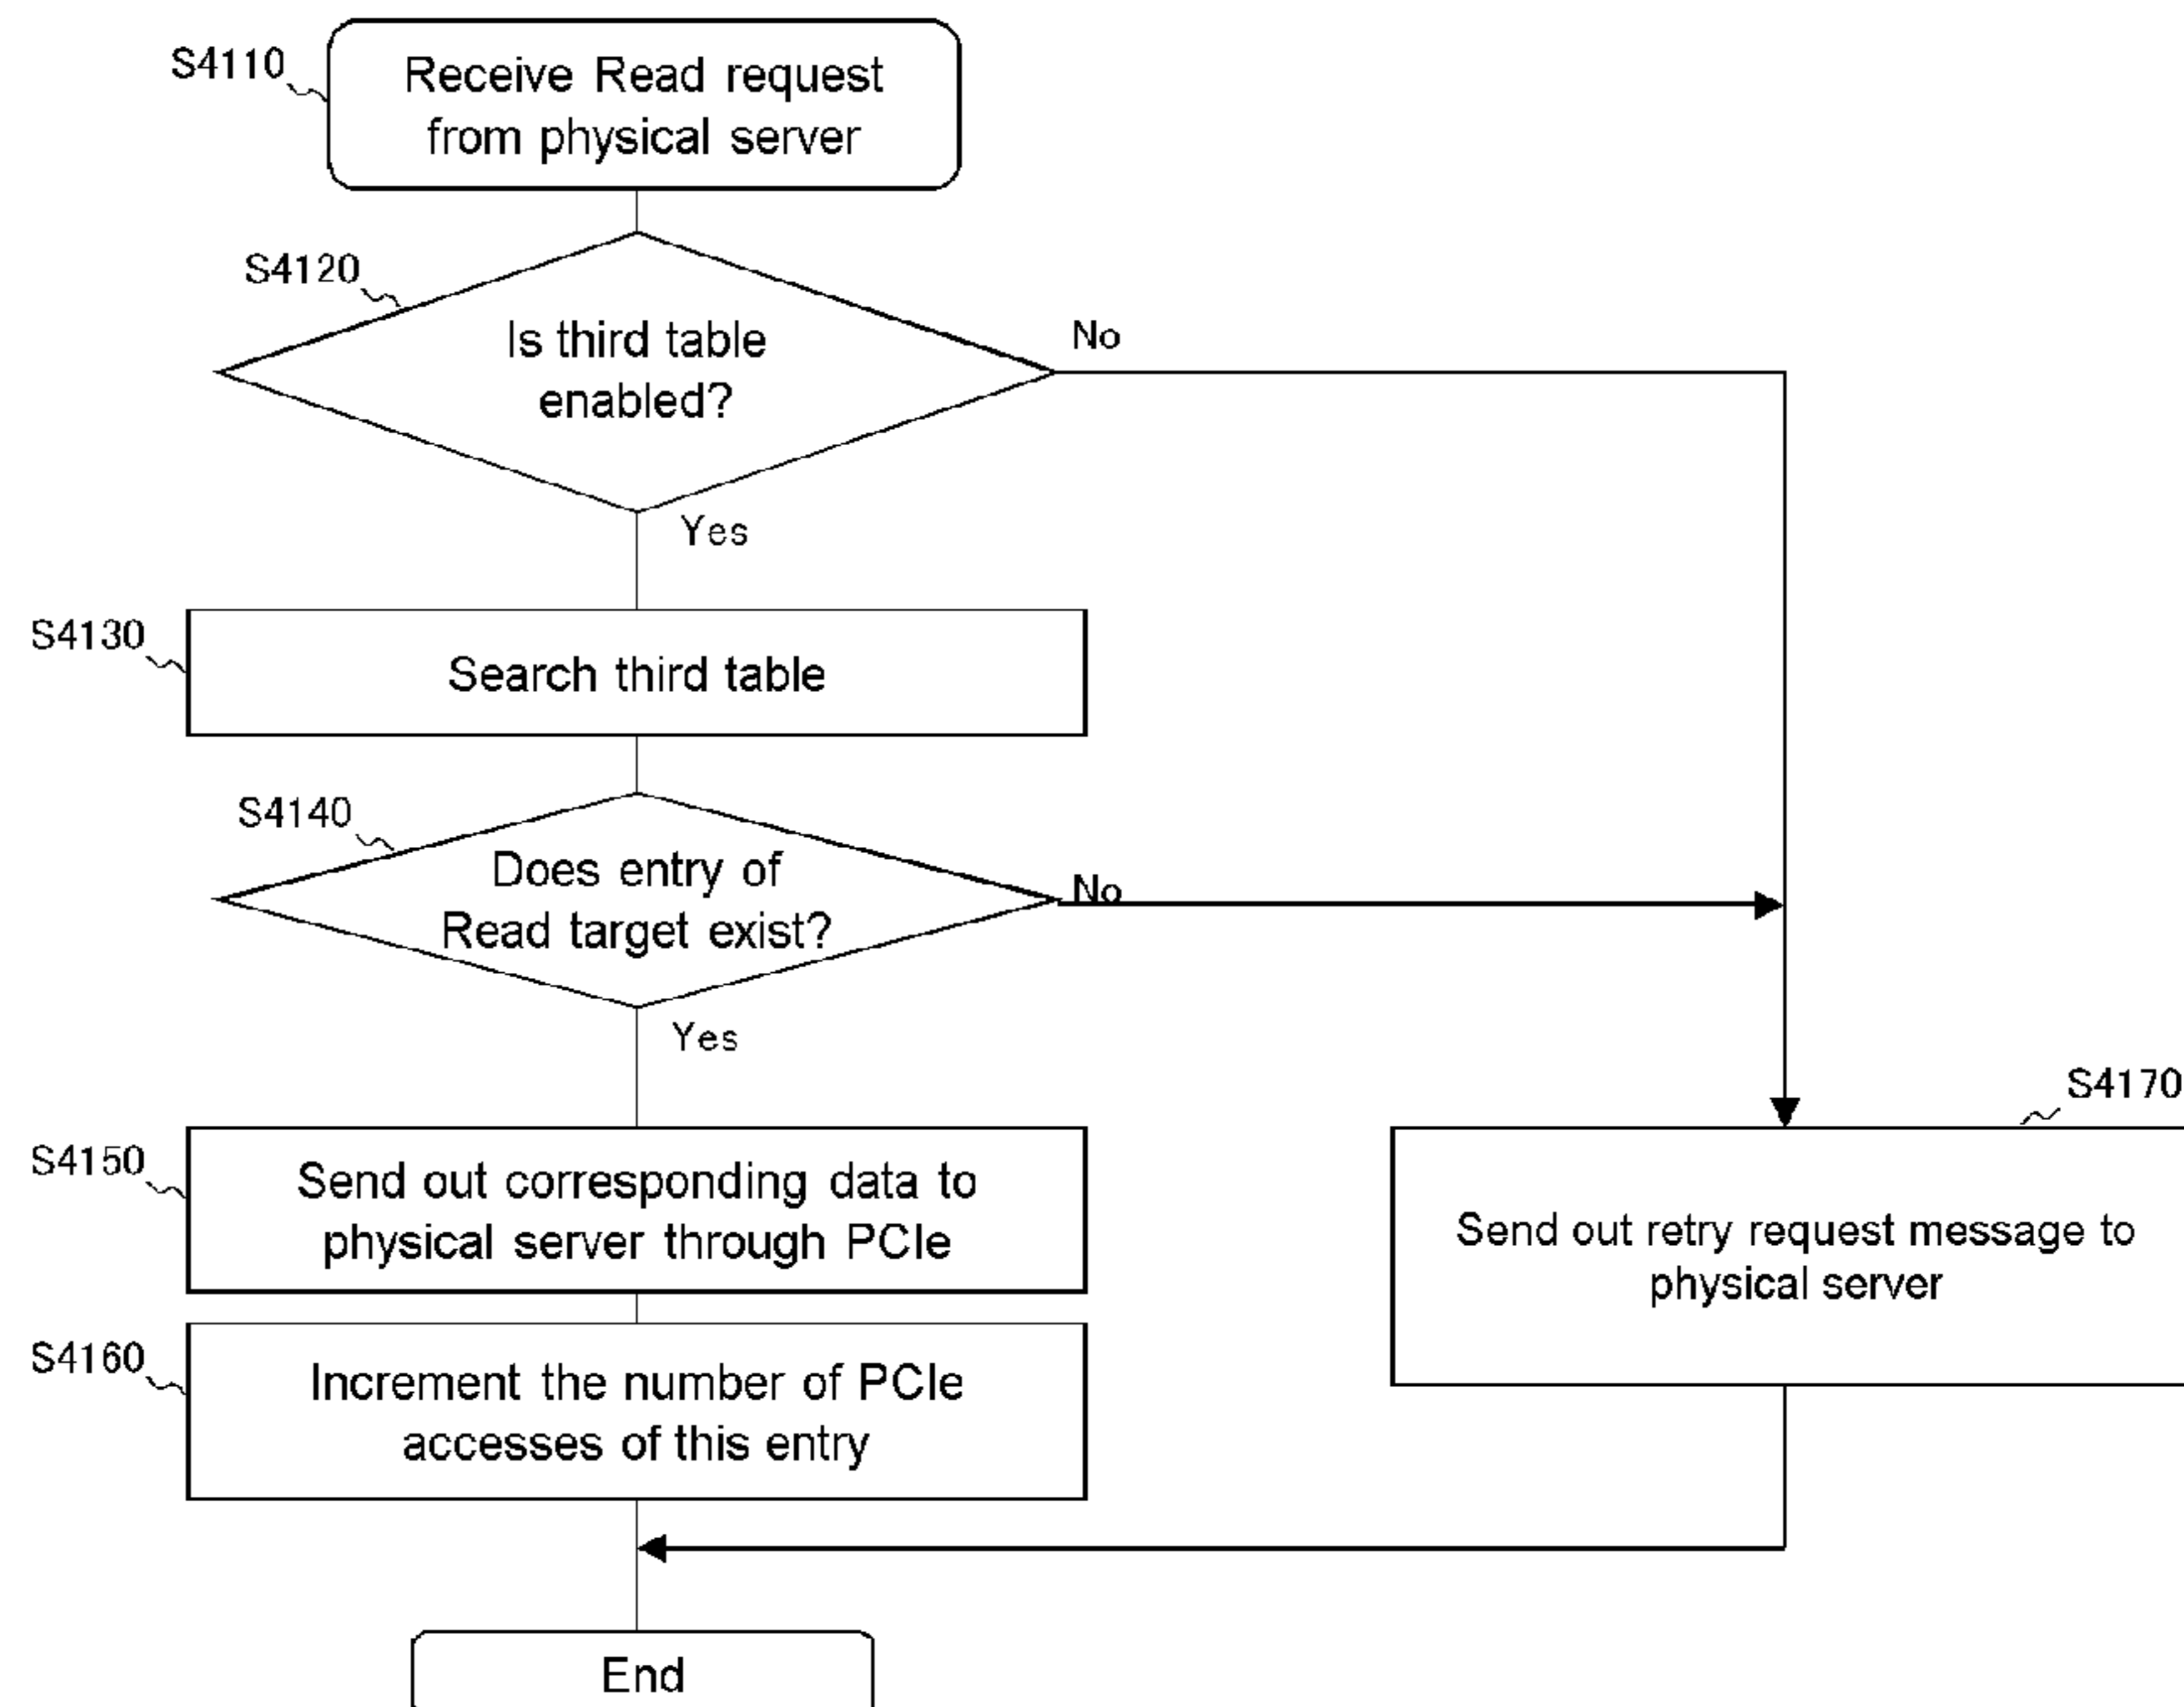 S4110
Receive Read request
from physical server
S4120
Is third table
enabled?
No
Yes
S4130
Search third table
S4140
Does entry of
Read target exist?
No
Yes
S4150
Send out corresponding data to
physical server through PCIe
S4170
Send out retry request message to
physical server
S4160
Increment the number of PCIe
accesses of this entry
End